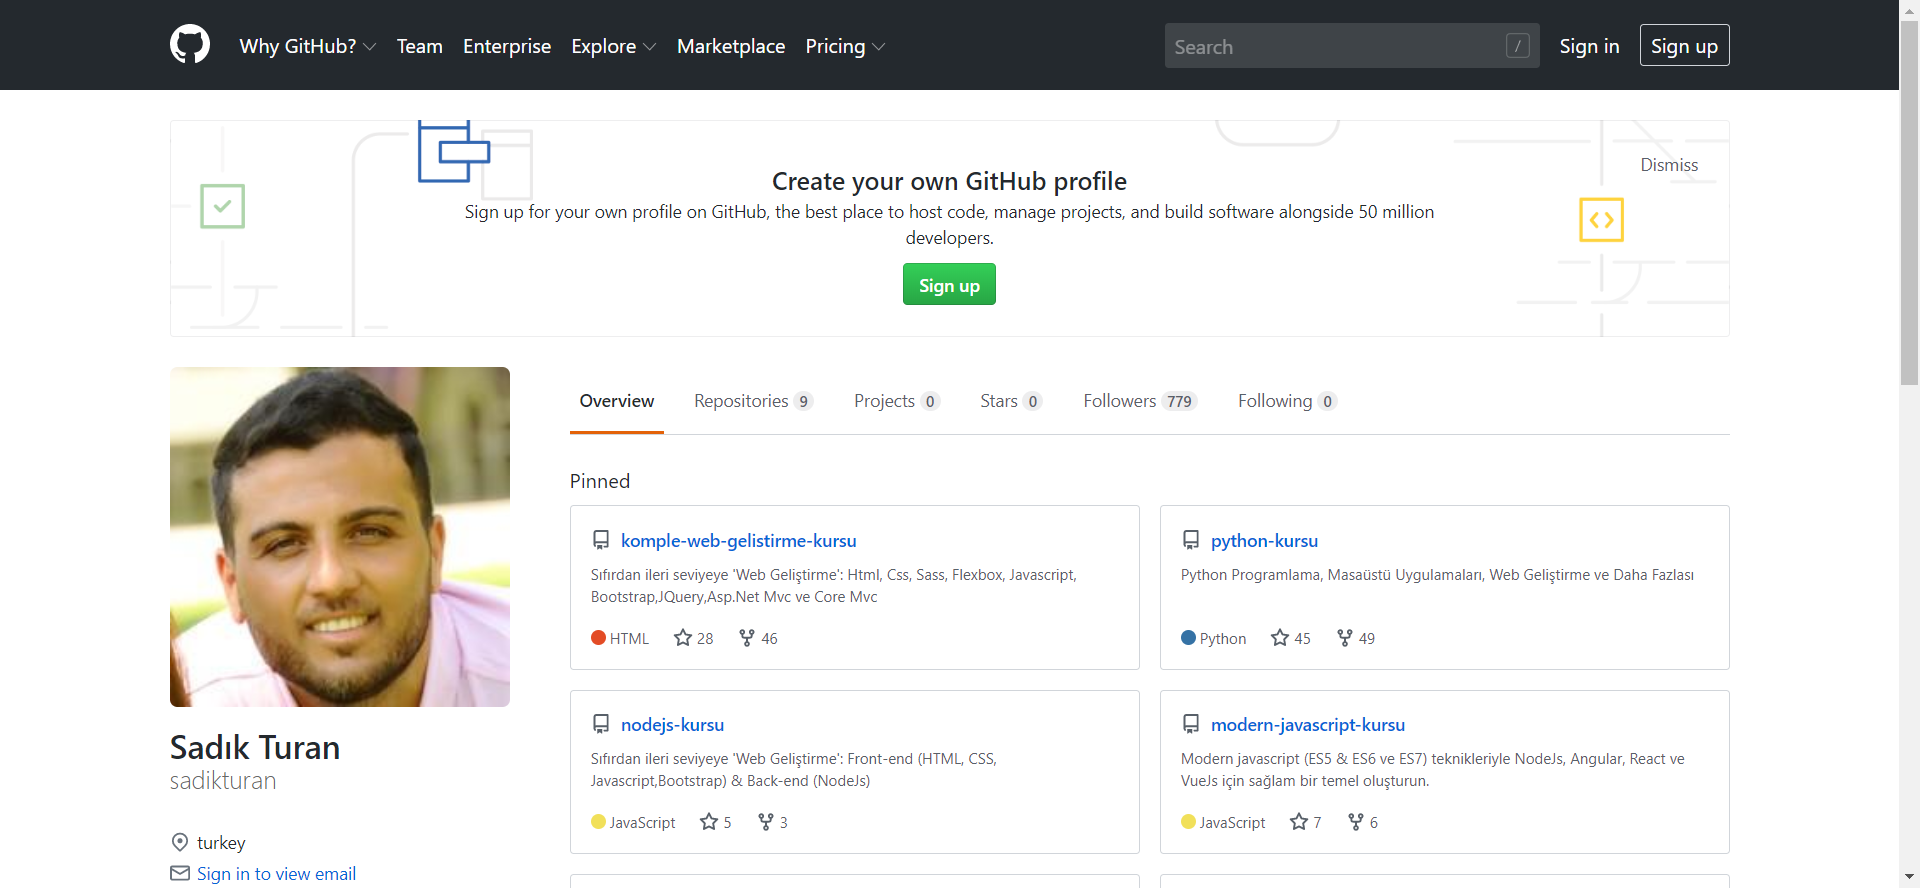 Why GitHub? Team Enterprise Explore Marketplace Pricing Search / Sign in Sign up
Dismiss
Create your own GitHub profile
Sign up for your own profile on GitHub, the best place to host code, manage projects, and build software alongside 50 million
developers.
Sign up
Overview Repositories 9 Projects 0 Stars 0 Followers 779 Following 0
Pinned
komple-web-gelistirme-kursu
Sıfırdan ileri seviyeye 'Web Geliştirme': Html, Css, Sass, Flexbox, Javascript,
Bootstrap,JQuery,Asp.Net Mvc ve Core Mvc
HTML 28 46
python-kursu
Python Programlama, Masaüstü Uygulamaları, Web Geliştirme ve Daha Fazlası
Python 45 49
nodejs-kursu
Sıfırdan ileri seviyeye 'Web Geliştirme': Front-end (HTML, CSS,
Javascript,Bootstrap) & Back-end (NodeJs)
JavaScript 5 3
modern-javascript-kursu
Modern javascript (ES5 & ES6 ve ES7) teknikleriyle NodeJs, Angular, React ve
VueJs için sağlam bir temel oluşturun.
JavaScript 7 6
Sadık Turan
sadikturan
turkey
Sign in to view email